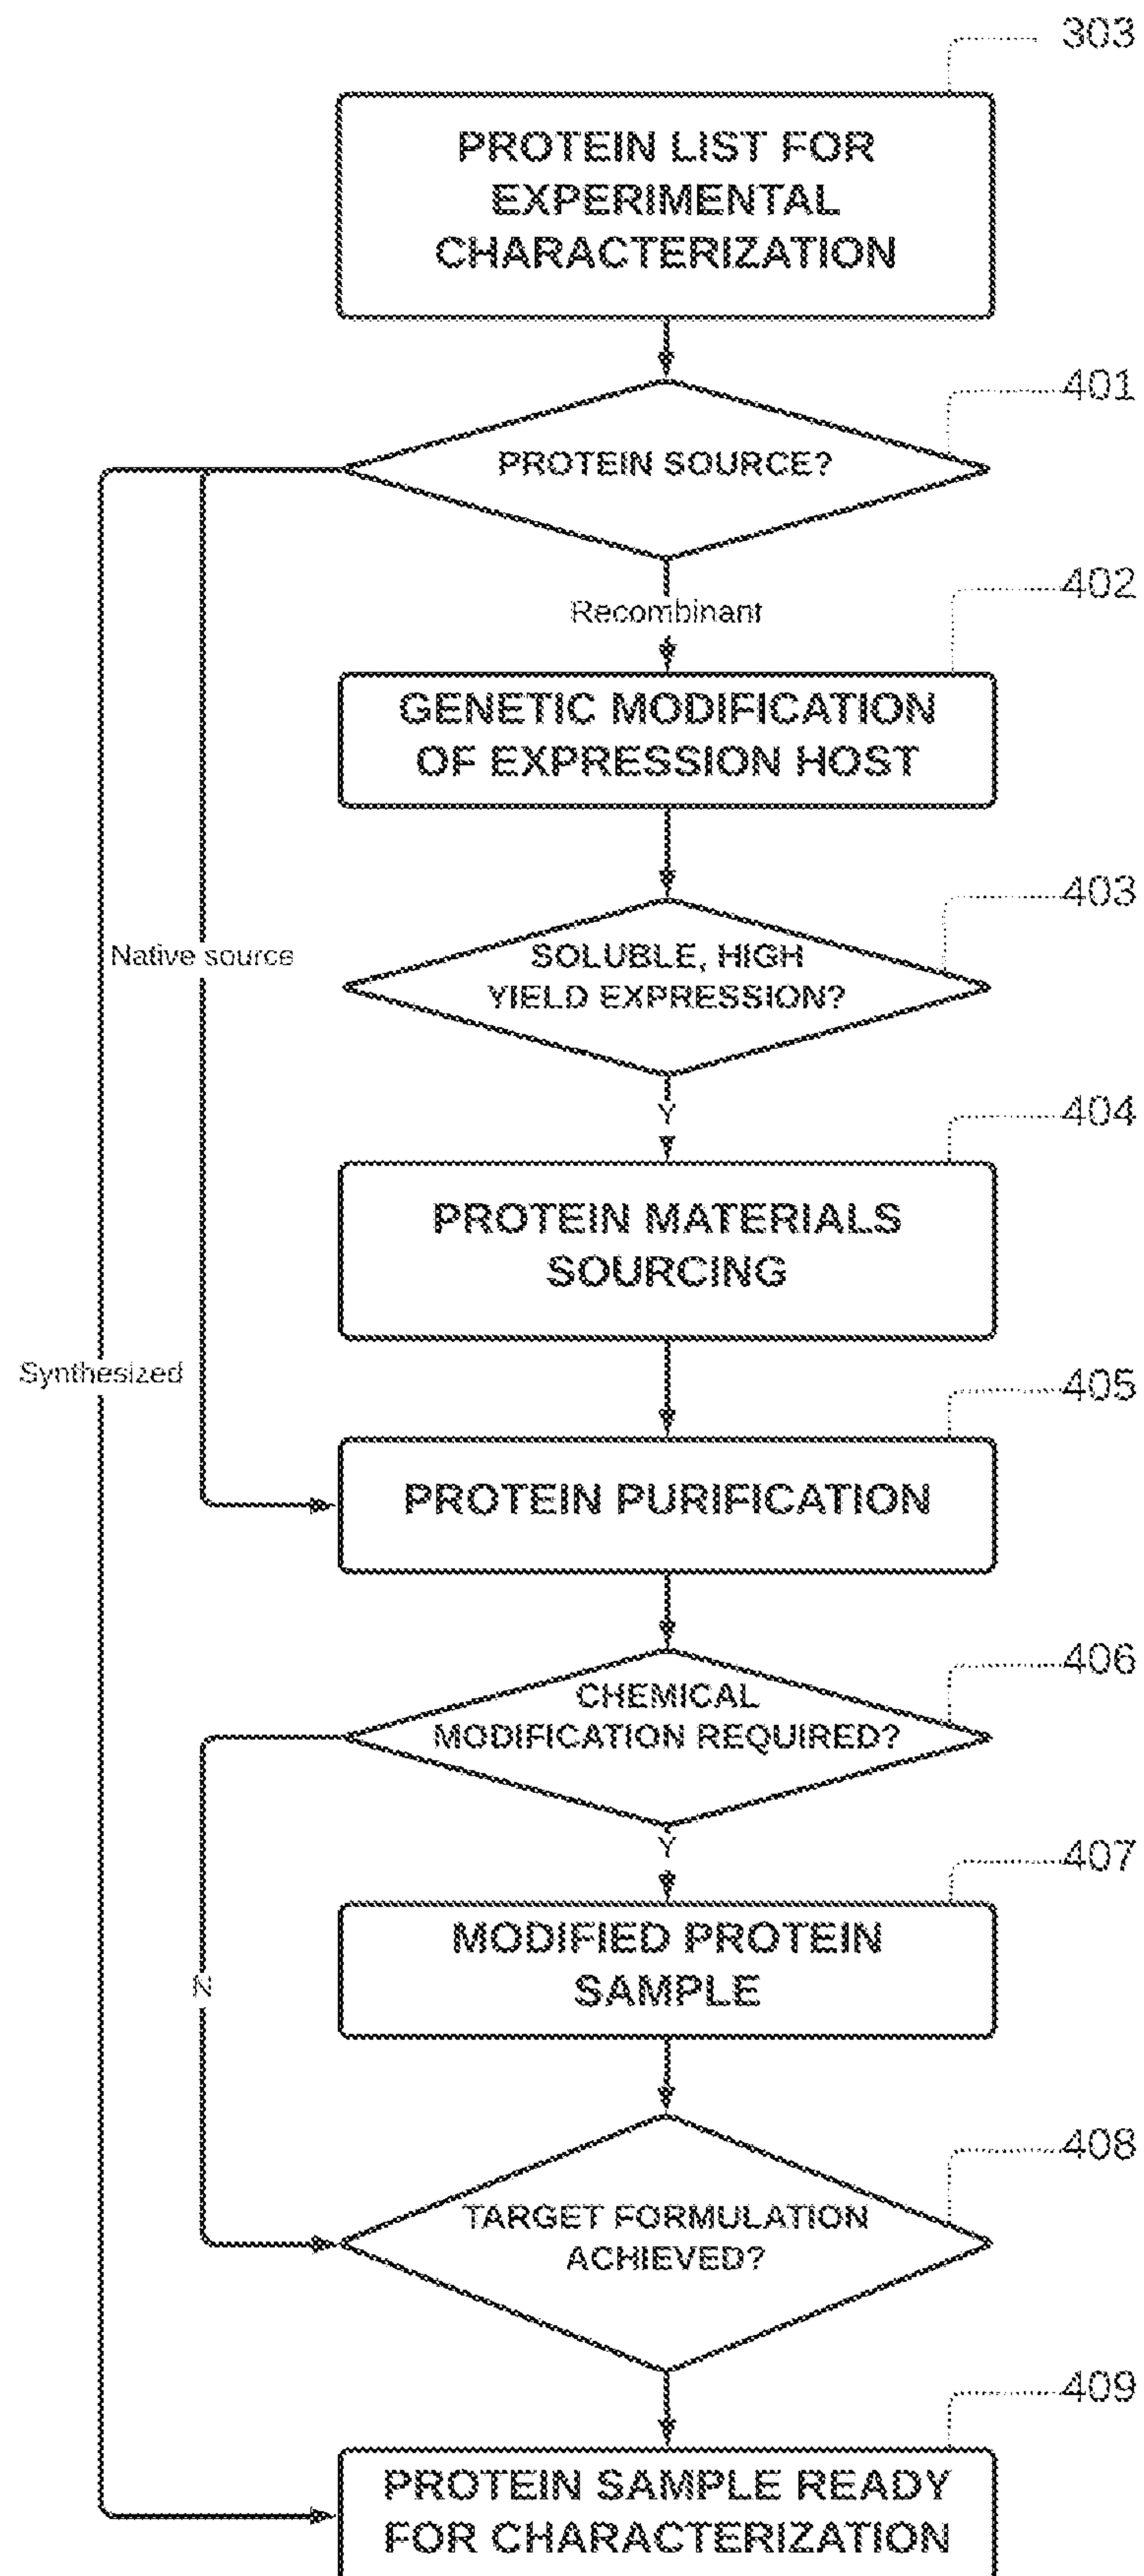 303
PROTEIN LIST FOR
EXPERIMENTAL
CHARACTERIZATION
401
PROTEIN SOURCE?
402
Recombinant
GENETIC MODIFICATION
OF EXPRESSION HOST
403
Native source
SOLUBLE, HIGH
YIELD EXPRESSION?
Y
404
PROTEIN MATERIALS
SOURCING
Synthesized
405
PROTEIN PURIFICATION
406
CHEMICAL
MODIFICATION REQUIRED?
Y
407
MODIFIED PROTEIN
SAMPLE
N
408
TARGET FORMULATION
ACHIEVED?
409
PROTEIN SAMPLE READY
FOR CHARACTERIZATION